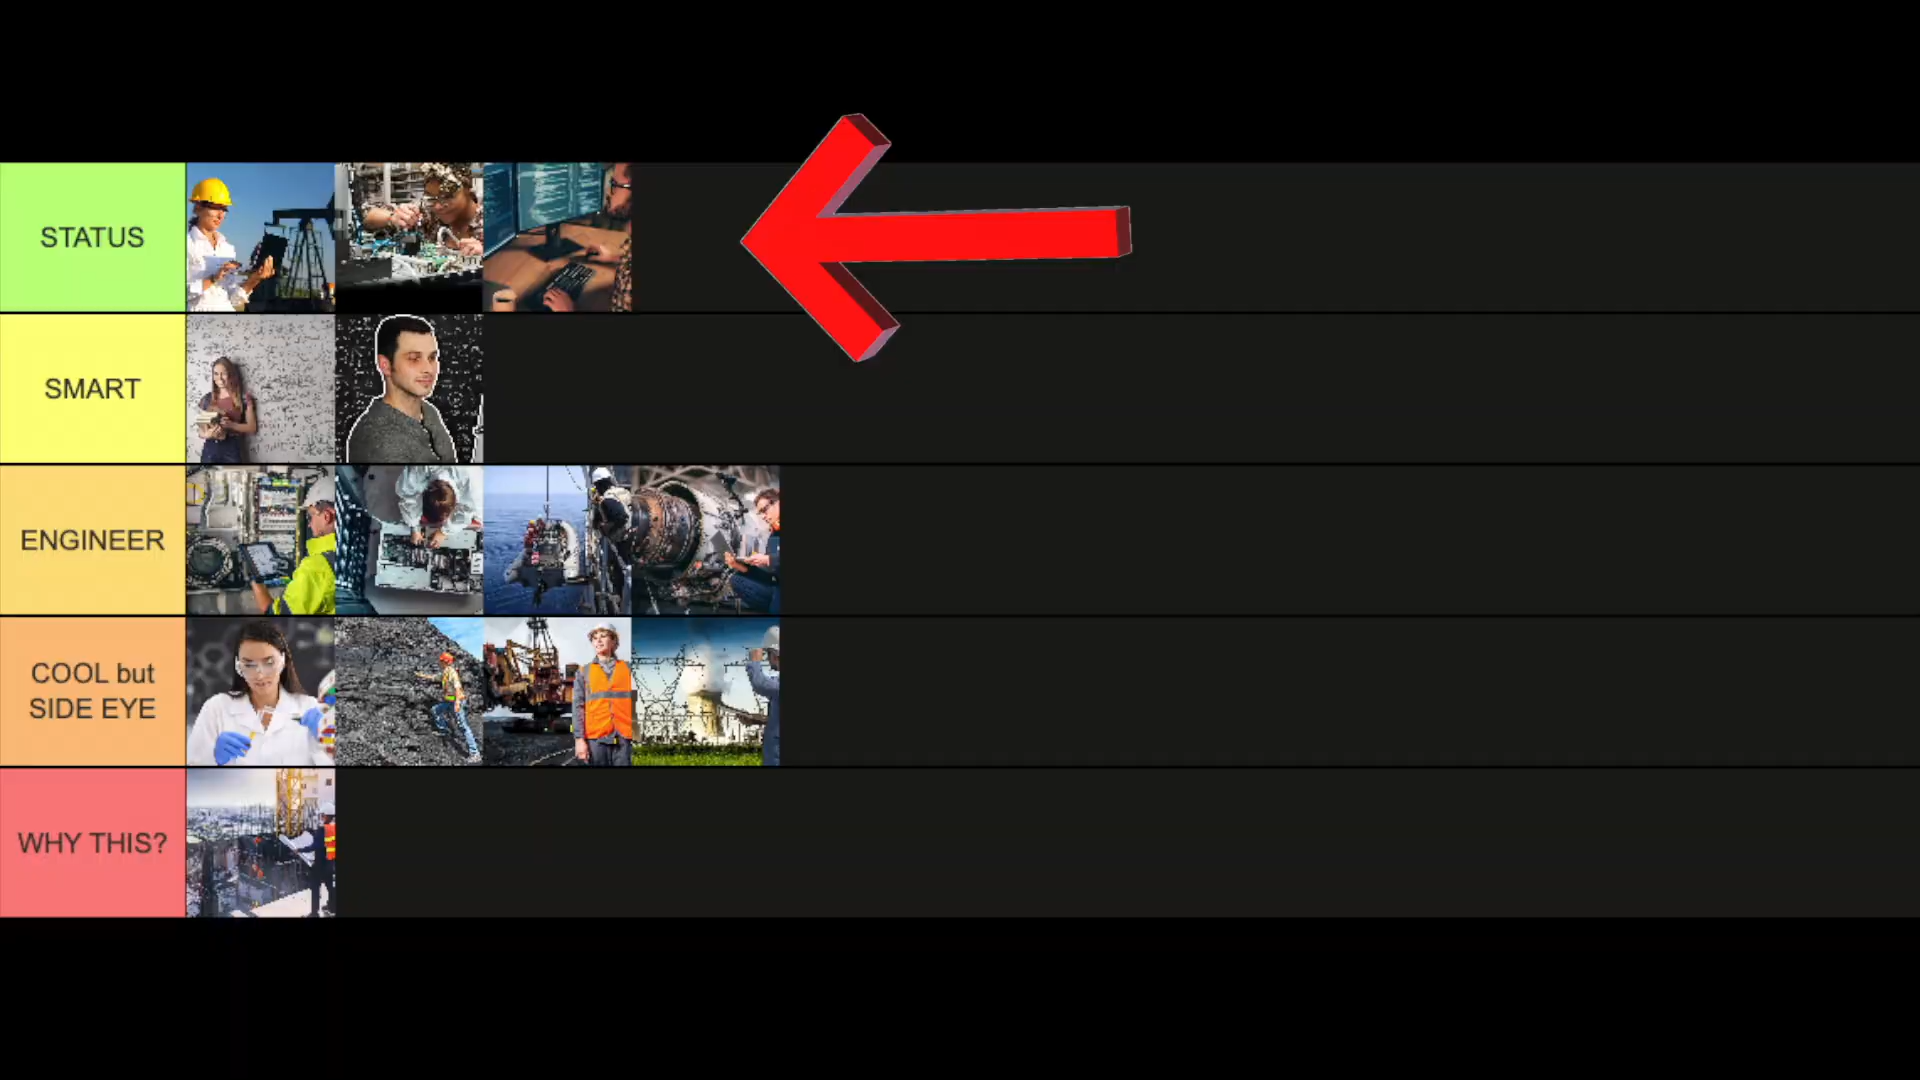 STATUS
SMART
ENGINEER
COOL but
SIDE EYE
WHY THIS?